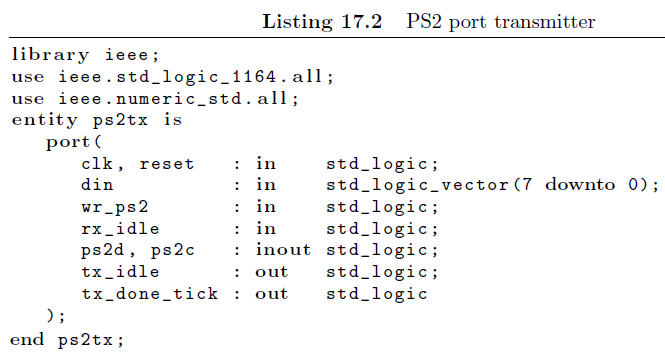 Listing 17.2 PS2 port transmitter
library ieee;
use ieee.std_logic_1164.all;
use ieee.numeric_std.all;
entity ps2tx is
   port(
      clk, reset   : in    std_logic;
      din          : in    std_logic_vector(7 downto 0);
      wr_ps2       : in    std_logic;
      rx_idle      : in    std_logic;
      ps2d, ps2c   : inout std_logic;
      tx_idle      : out   std_logic;
      tx_done_tick : out   std_logic
   );
end ps2tx;